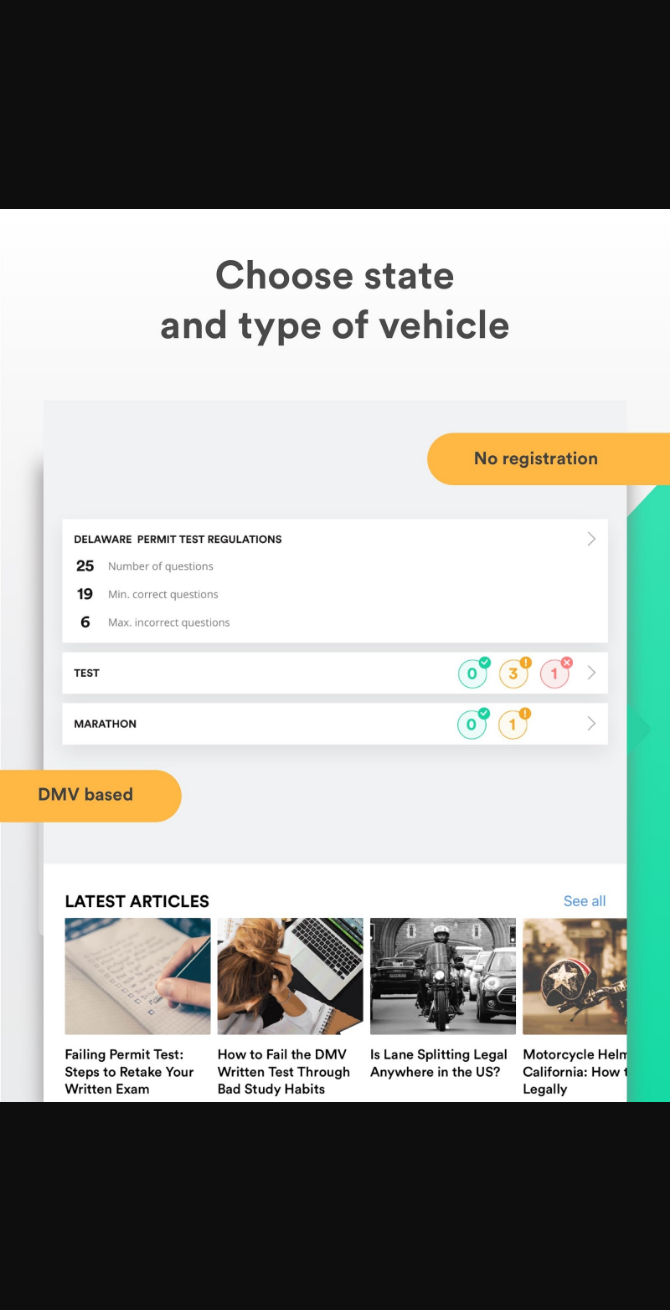 Choose state
and type of vehicle
No registration
DELAWARE PERMIT TEST REGULATIONS
25 Number of questions
19 Min. correct questions
6 Max. incorrect questions
TEST 0 3 1
MARATHON 0 1
DMV based
LATEST ARTICLES See all
Failing Permit Test:
Steps to Retake Your
Written Exam
How to Fail the DMV
Written Test Through
Bad Study Habits
Is Lane Splitting Legal
Anywhere in the US?
Motorcycle
California: How
Legally